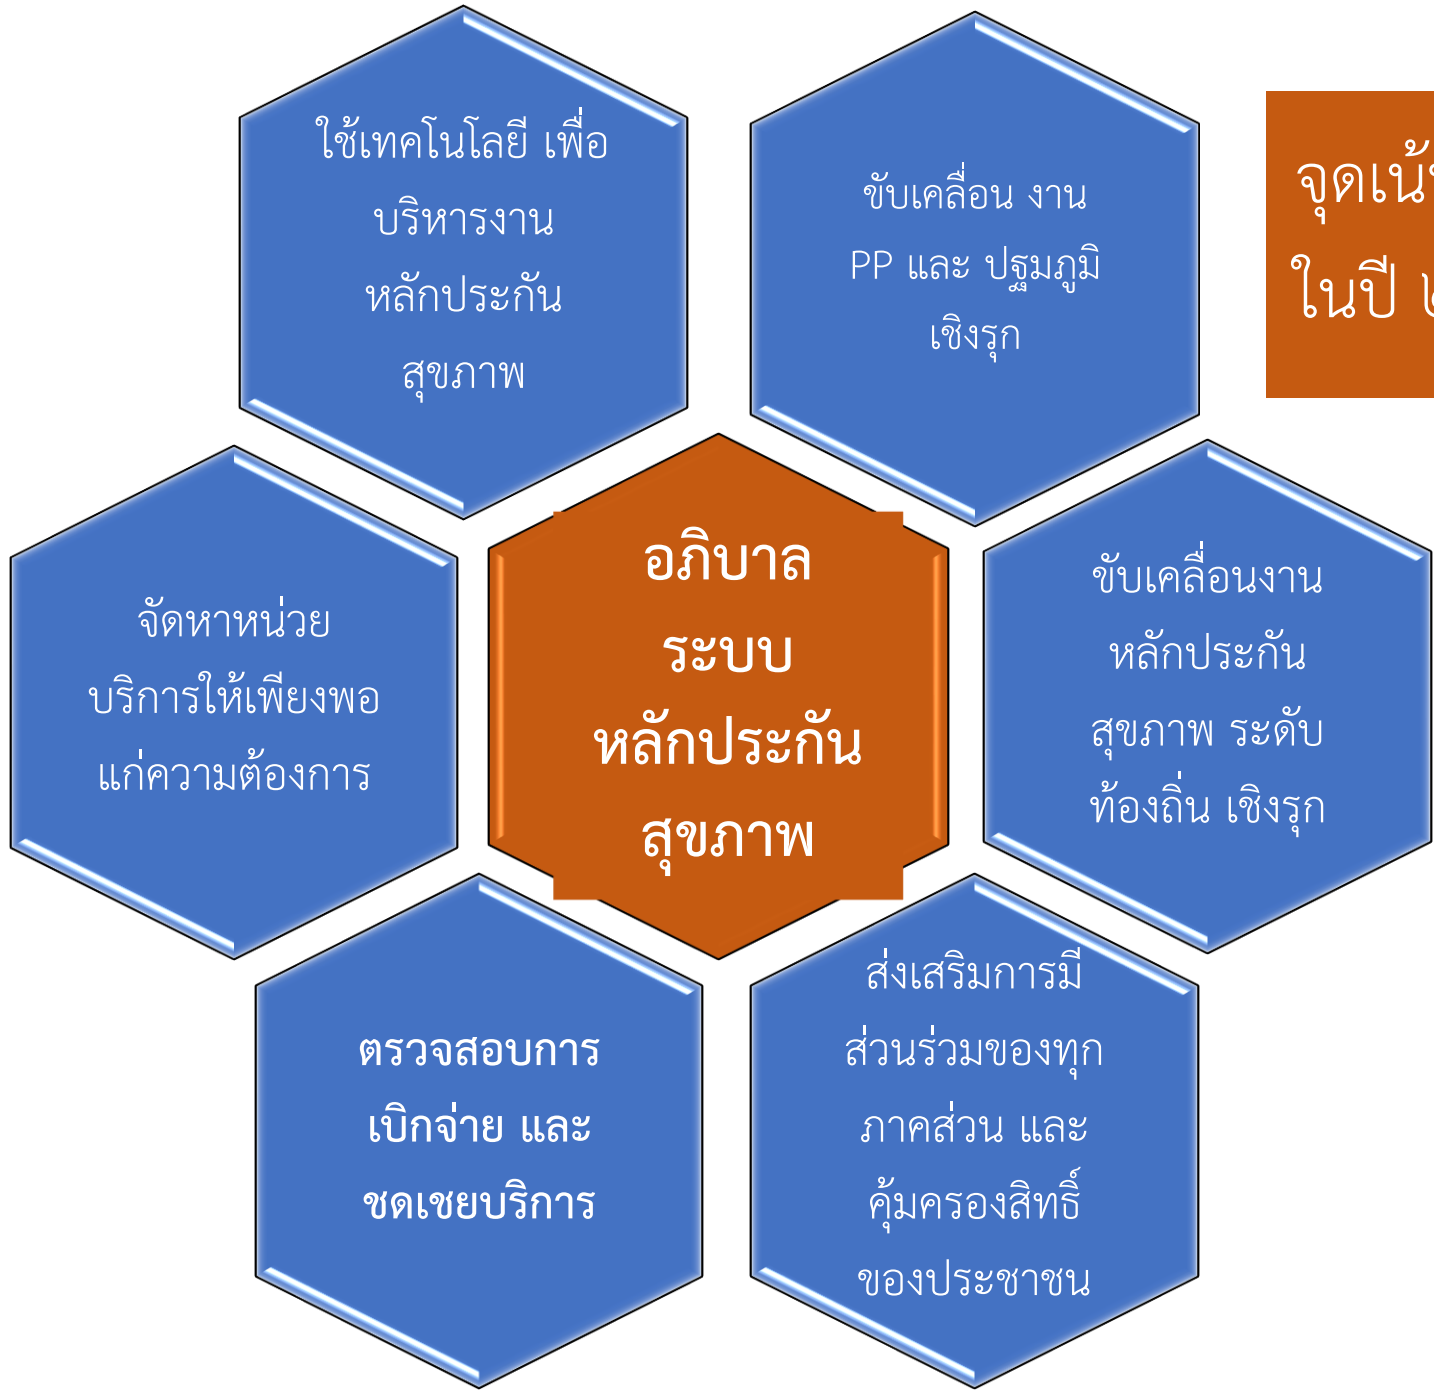 ใช้เทคโนโลยี เพื่อ
บริหารงาน
หลักประกัน
สุขภาพ
ขับเคลื่อน งาน
PP และ ปฐมภูมิ
เชิงรุก
ในปี
จัดหาหน่วย
บริการให้เพียงพอ
แก่ความต้องการ
อภิบาล
ระบบ
หลักประกัน
สุขภาพ
ขับเคลื่อนงาน
หลักประกัน
สุขภาพ ระดับ
ท้องถิ่น เชิงรุก
ตรวจสอบการ
เบิกจ่าย และ
ชดเชยบริการ
ส่งเสริมการมี
ส่วนร่วมของทุก
ภาคส่วน และ
คุ้มครองสิทธิ์
ของประชาชน